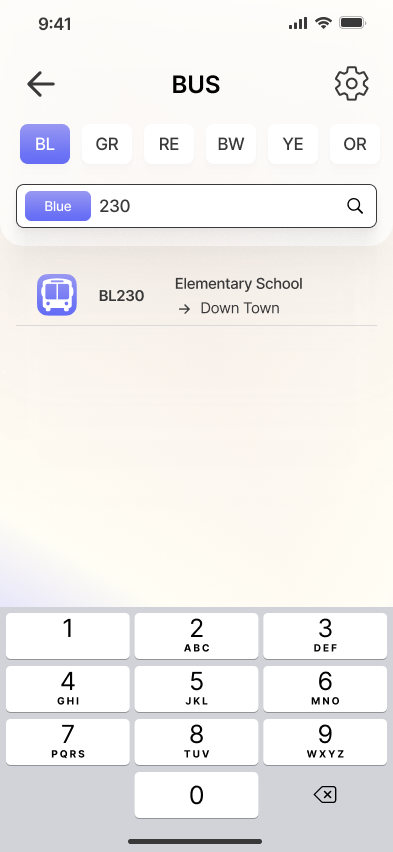 9:41
BUS
BL GR RE BW YE OR
Blue 230
BL230
Elementary School
→ Down Town
1 2 3
ABC DEF
4 5 6
GHI JKL MNO
7 8 9
PQRS TUV WXYZ
0